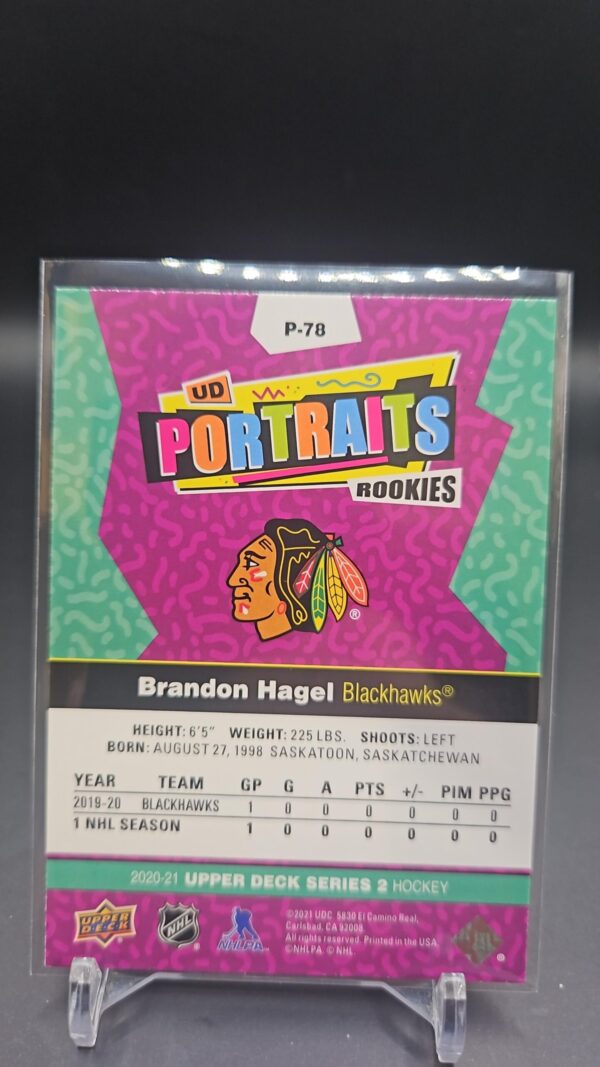 P-78
UD
PORTRAITS
ROOKIES
®
Brandon Hagel Blackhawks®
HEIGHT: 6'5" WEIGHT: 225 LBS. SHOOTS: LEFT
BORN: AUGUST 27, 1998 SASKATOON, SASKATCHEWAN
YEAR TEAM GP G A PTS +/- PIM PPG
2019-20 BLACKHAWKS 1 0 0 0 0 0 0
1 NHL SEASON 1 0 0 0 0 0 0
2020-21 UPPER DECK SERIES 2 HOCKEY
UPPER DECK NHL ® NHLPA
©2021 UDC 5830 El Camino Real,
Carlsbad, CA 92008.
All rights reserved. Printed in the USA.
©NHLPA. © NHL.
®